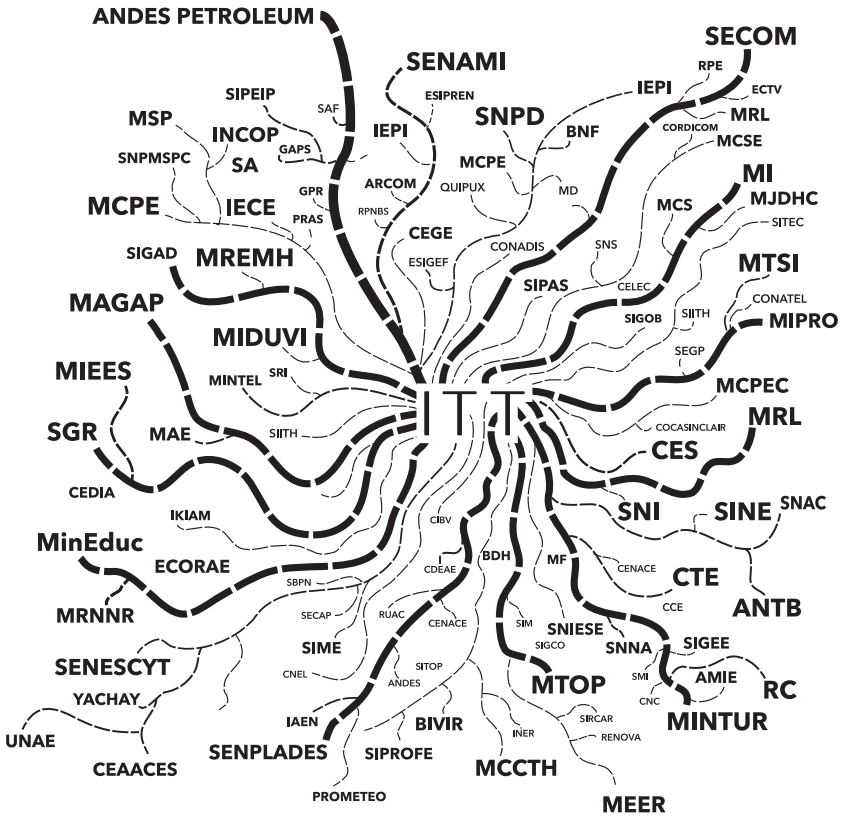 ANDES PETROLEUM
SECOM
SENAMI
RPE
SIPEIP
ESIPREN
IEPI
ECTV
MSP
SAF
SNPD
MRL
INCOP
IEPI
BNF
CORDICOM
MCSE
SNPMSPC
SA
GAPS
MCPE
MD
MI
GPR
ARCOM
QUIPUX
MCPE
IECE
PRAS
RPNBS
MCS
MJDHC
CEGE
SITEC
SIGAD
MREMH
ESIGEF
CONADIS
SNS
MTSI
MAGAP
SIPAS
CELEC
CONATEL
MIDUVI
SIGOB
SIITH
MIPRO
MIEES
SRI
SEGP
MINTEL
MCPEC
ITT
SGR
MAE
SIITH
COCASINCLAIR
MRL
CES
CEDIA
SNI
SINE
SNAC
IKIAM
CIBV
MinEduc
ECORAE
I
CDEAE
BDH
MF
CENACE
CTE
SBPN
MRNNR
SECAP
RUAC
CENACE
SIM
CCE
ANTB
SIME
SIGCO
SNIESE
SNNA
SIGEE
SENESCYT
CNEL
SITOP
SMI
AMIE
YACHAY
ANDES
MTOP
CNC
RC
UNAE
IAEN
BIVIR
SIRCAR
MINTUR
CEAACES
SENPLADES
SIPROFE
INER
RENOVA
MCCTH
PROMETEO
MEER